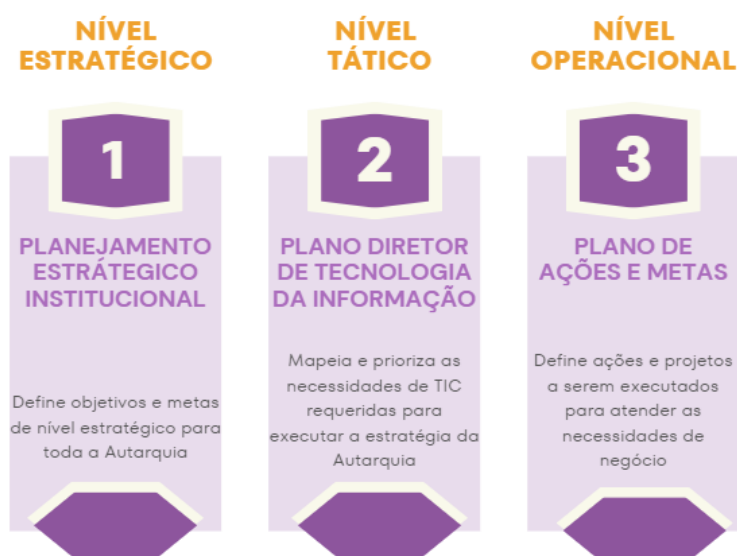 NÍVEL
ESTRATÉGICO
1
PLANEJAMENTO
ESTRÁTEGICO
INSTITUCIONAL
Define objetivos e metas
de nível estratégico para
toda a Autarquia
NÍVEL
TÁTICO
2
PLANO DIRETOR
DE TECNOLOGIA
DA INFORMAÇÃO
Mapeia e prioriza as
necessidades de TIC
requeridas para
executar a estratégia da
Autarquia
NÍVEL
OPERACIONAL
3
PLANO DE
AÇÕES E METAS
Define ações e projetos
a serem executados
para atender as
necessidades de
negócio